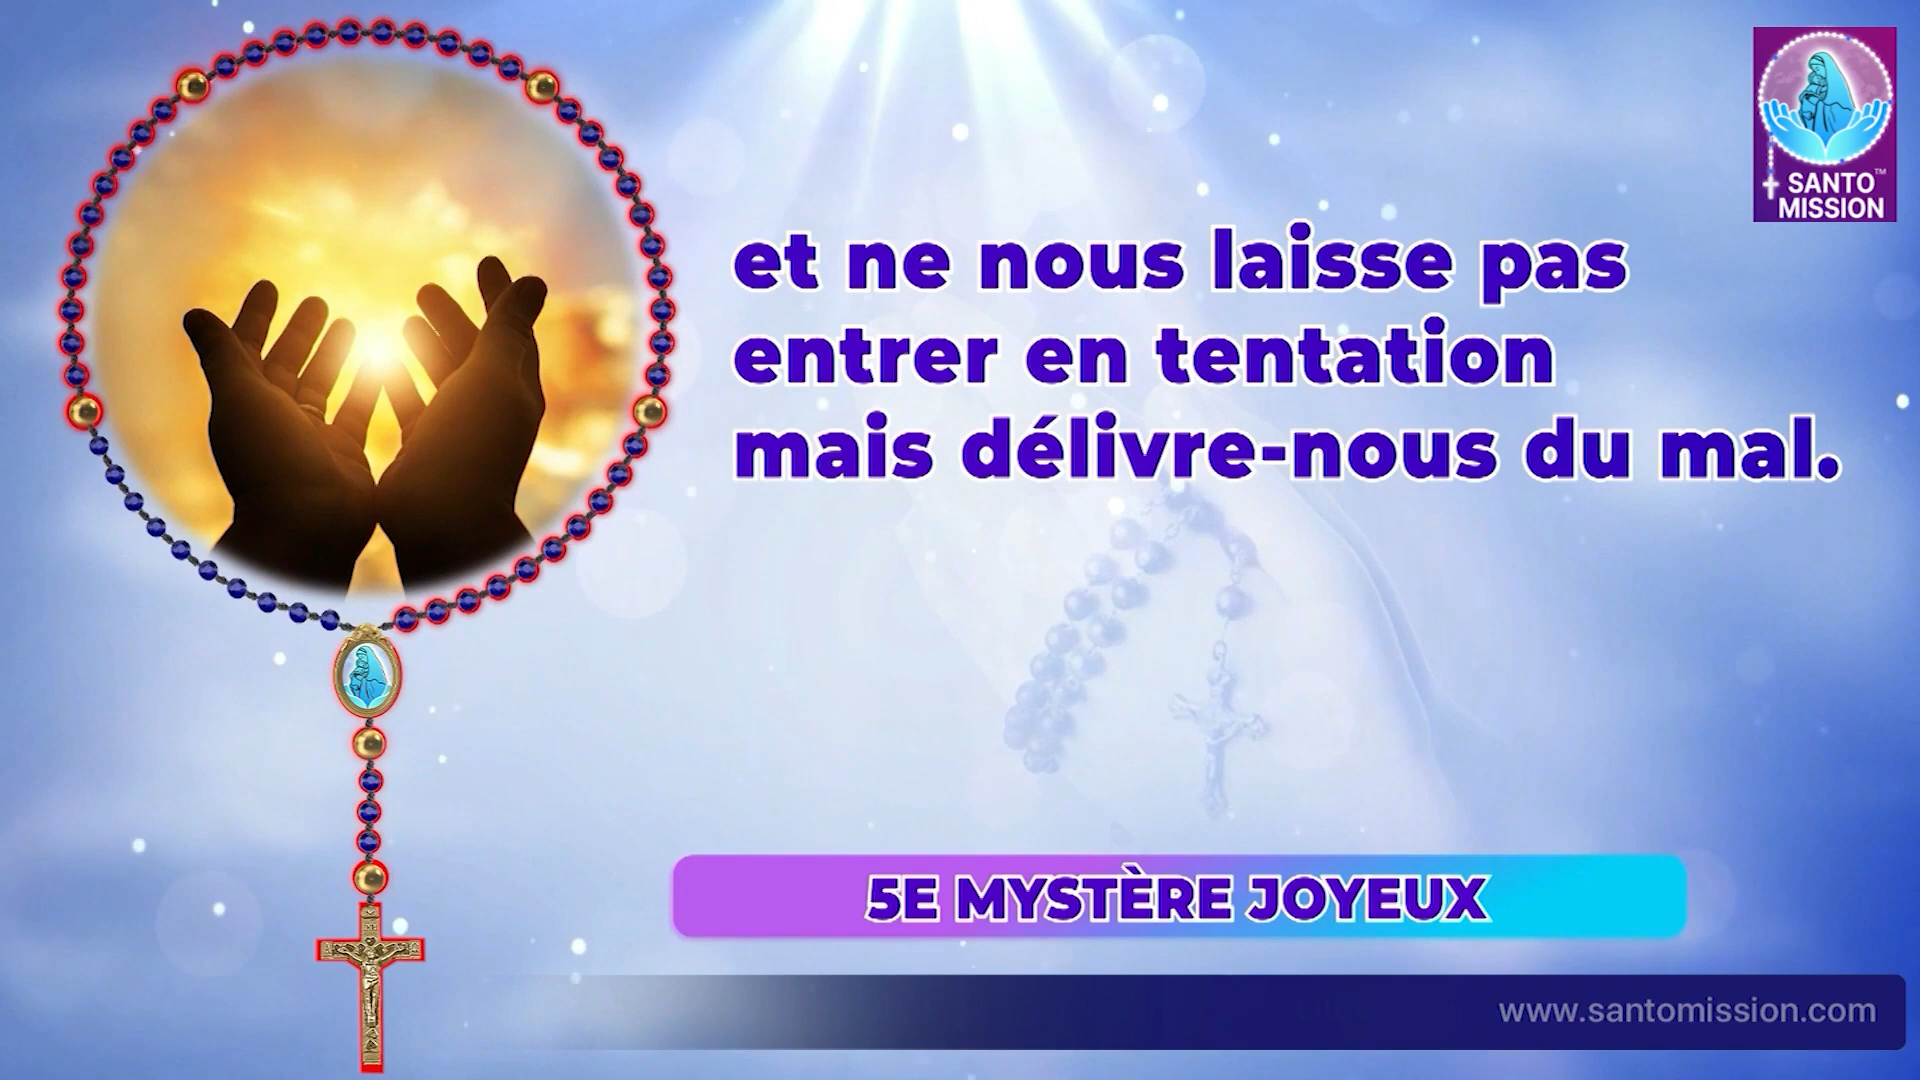 SANTO™
MISSION
et ne nous laisse pas
entrer en tentation
mais délivre-nous du mal.
5E MYSTÈRE JOYEUX
www.santomission.com